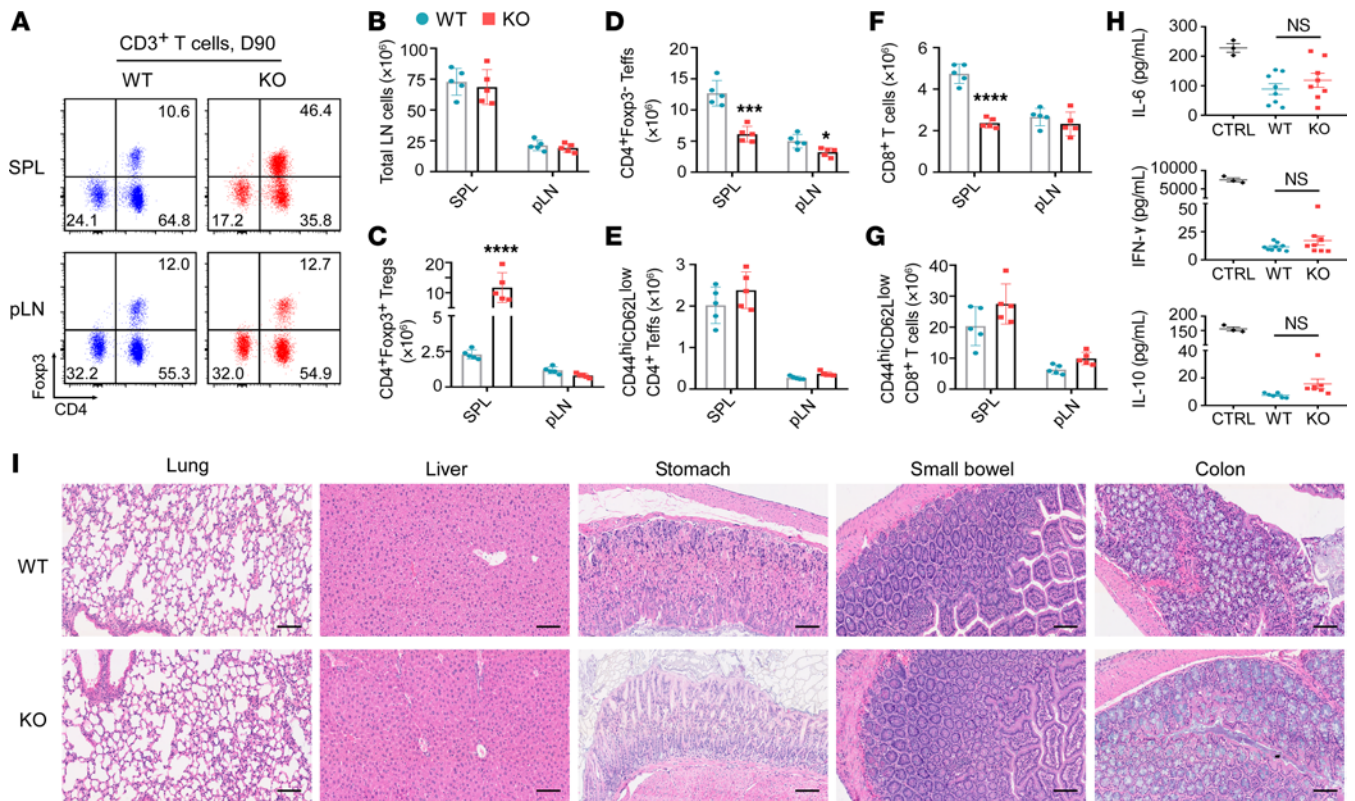 A
CD3+ T cells, D90
WT KO
SPL
10.6
24.1 64.8
46.4
17.2 35.8
pLN
12.0
32.2 55.3
12.7
32.0 54.9
Foxp3
CD4
WT KO
B
Total LN cells (×10⁶)
100
75
50
25
0
SPL pLN
C
CD4+Foxp3+ Tregs
(×10⁶)
20
10
5.0
2.5
0
****
SPL pLN
D
CD4+Foxp3- Teffs
(×10⁶)
20
15
10
5
0
***
*
SPL pLN
E
CD44hiCD62Llow
CD4+ Teffs (×10⁶)
3
2
1
0
SPL pLN
F
CD8+ T cells (×10⁶)
6
4
2
0
****
SPL pLN
G
CD44hiCD62Llow
CD8+ T cells (×10⁶)
40
30
20
10
0
SPL pLN
H
IL-6 (pg/mL)
300
200
100
0
NS
CTRL WT KO
IFN-γ (pg/mL)
10000
5000
50
25
0
NS
CTRL WT KO
IL-10 (pg/mL)
150
40
20
0
NS
CTRL WT KO
I
Lung Liver Stomach Small bowel Colon
WT
KO